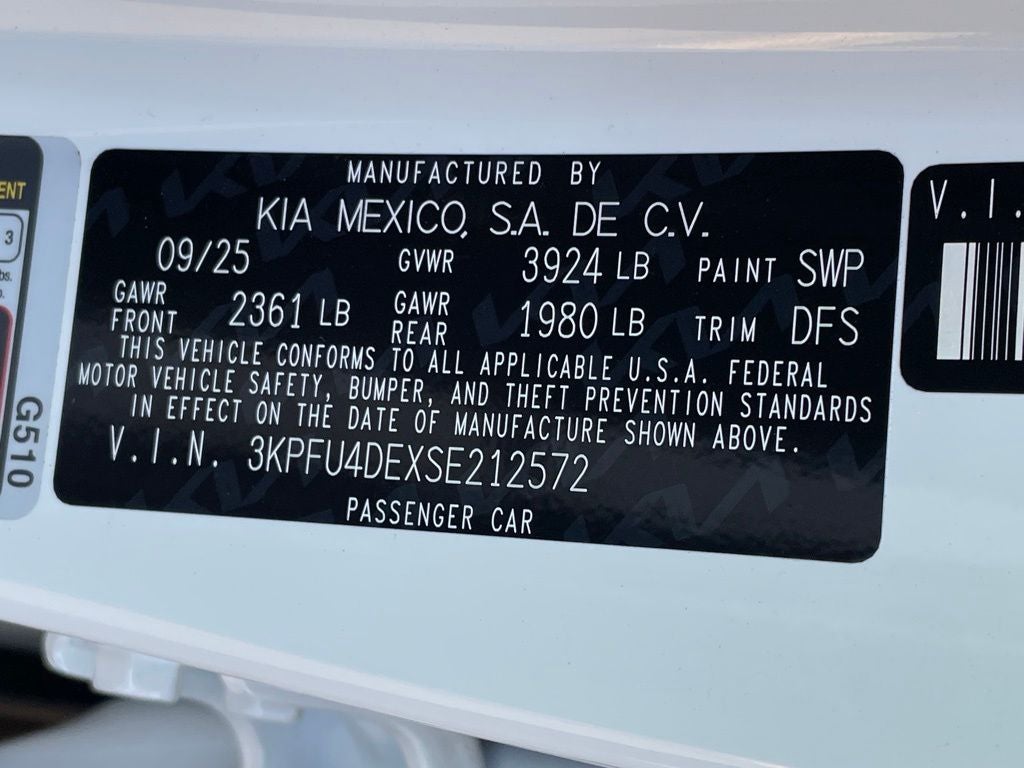 MANUFACTURED BY
KIA MEXICO, S.A. DE C.V.
09/25 GVWR 3924 LB PAINT SWP
GAWR FRONT 2361 LB GAWR REAR 1980 LB TRIM DFS
THIS VEHICLE CONFORMS TO ALL APPLICABLE U.S.A. FEDERAL
MOTOR VEHICLE SAFETY, BUMPER, AND THEFT PREVENTION STANDARDS
IN EFFECT ON THE DATE OF MANUFACTURE SHOWN ABOVE.
V.I.N. 3KPFU4DEXSE212572
PASSENGER CAR
V.I.
ENT
3
G510